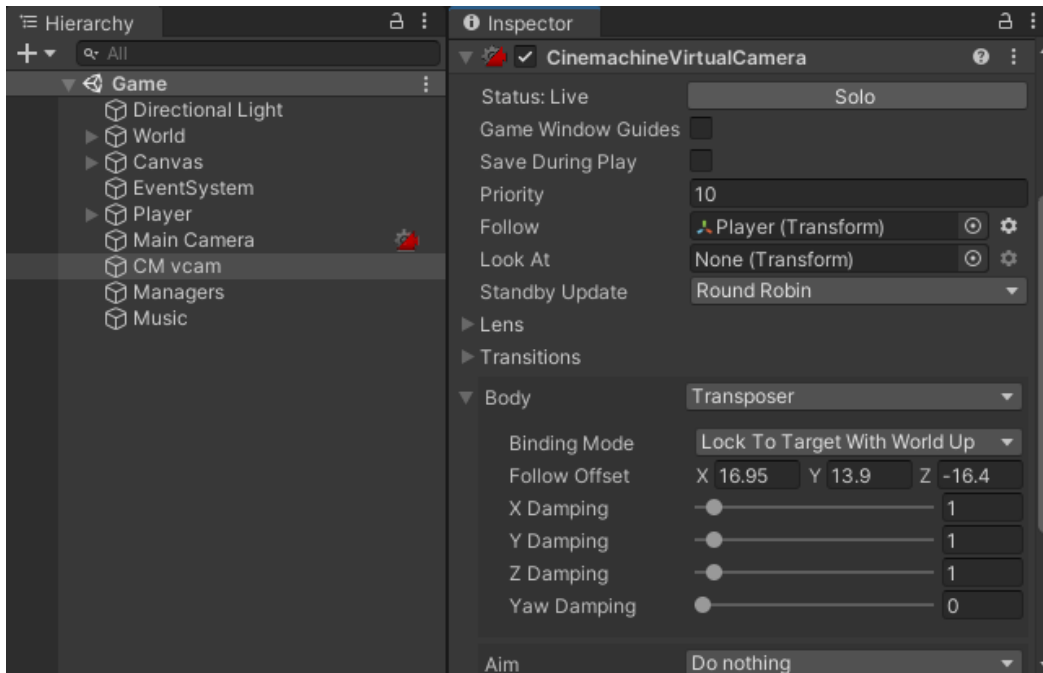 Hierarchy
All
Game
Directional Light
World
Canvas
EventSystem
Player
Main Camera
CM vcam
Managers
Music
Inspector
CinemachineVirtualCamera
Status: Live Solo
Game Window Guides
Save During Play
Priority 10
Follow Player (Transform)
Look At None (Transform)
Standby Update Round Robin
Lens
Transitions
Body Transposer
Binding Mode Lock To Target With World Up
Follow Offset X 16.95 Y 13.9 Z -16.4
X Damping 1
Y Damping 1
Z Damping 1
Yaw Damping 0
Aim Do nothing